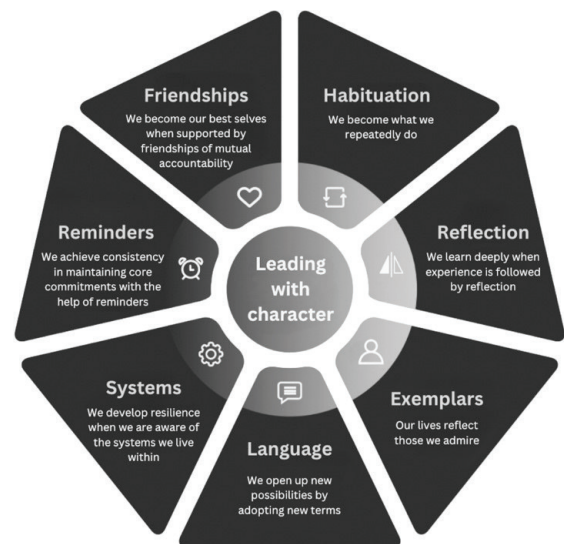 Friendships
We become our best selves
when supported by
friendships of mutual
accountability
Habituation
We become what we
repeatedly do
Reminders
We achieve consistency
in maintaining core
commitments with the
help of reminders
Reflection
We learn deeply when
experience is followed
by reflection
Leading
with
character
Systems
We develop resilience
when we are aware of
the systems we live
within
Exemplars
Our lives reflect
those we admire
Language
We open up new
possibilities by
adopting new terms